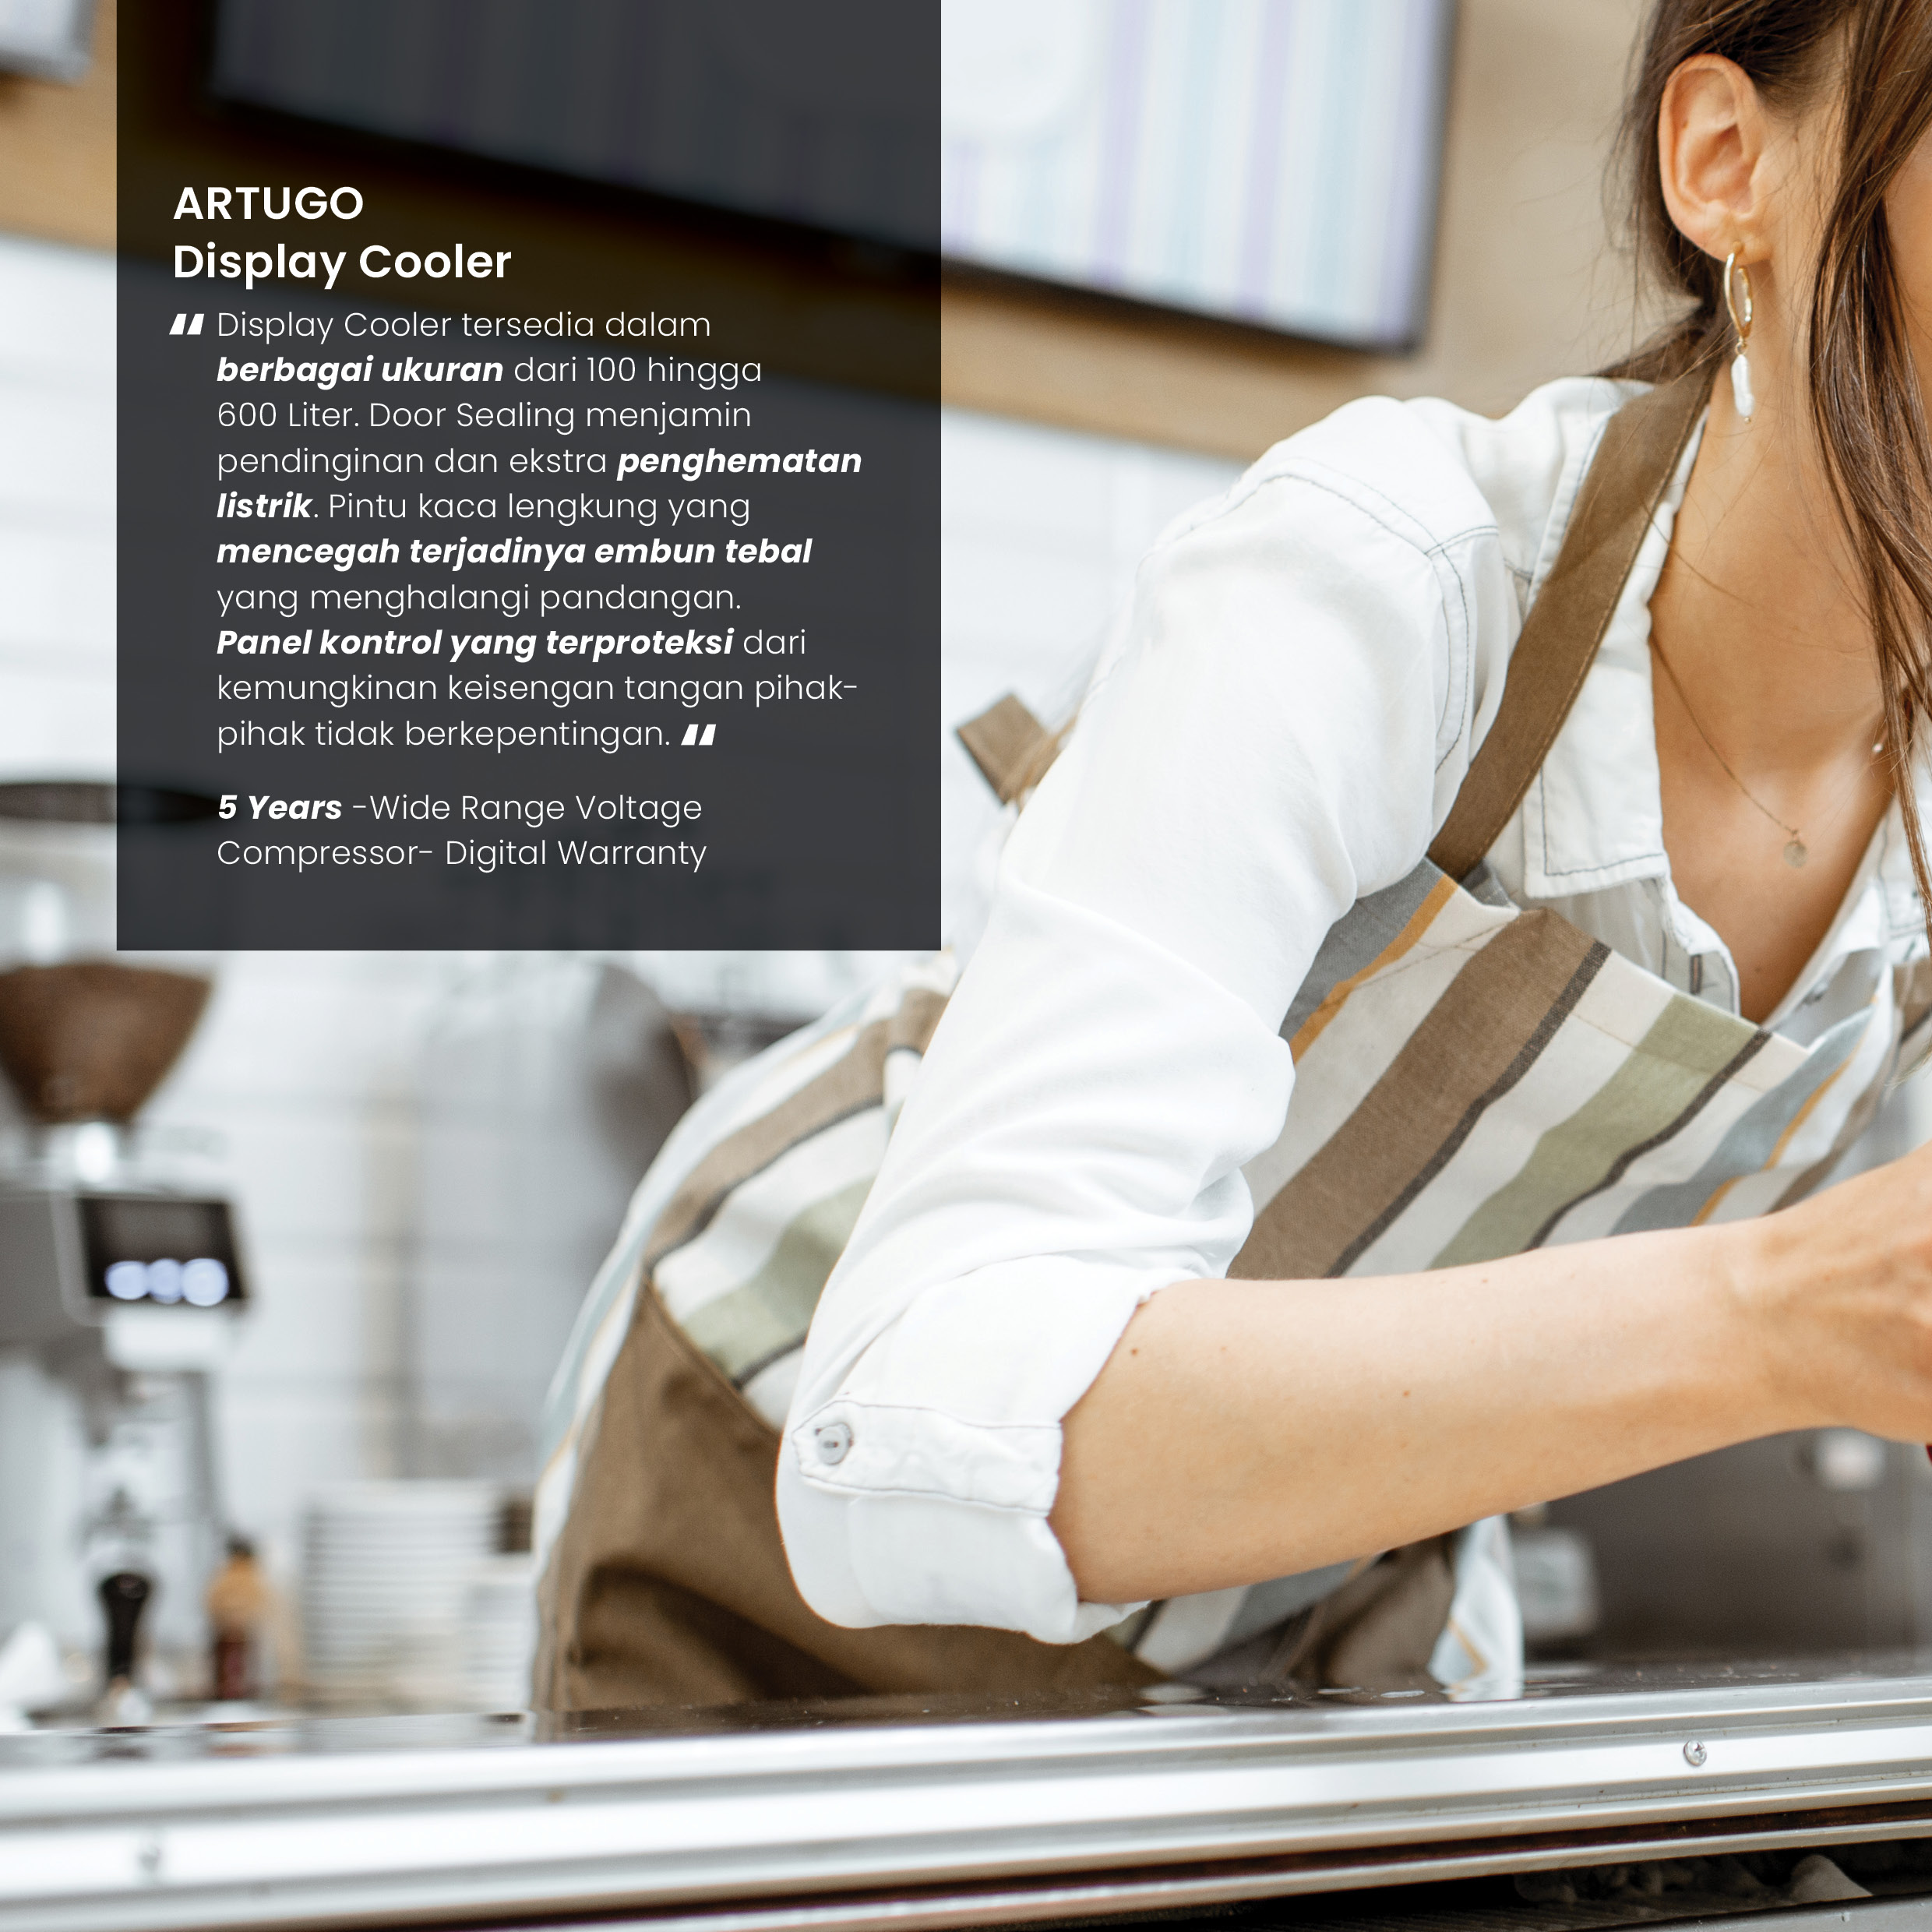 ARTUGO
Display Cooler
" Display Cooler tersedia dalam
berbagai ukuran dari 100 hingga
600 Liter. Door Sealing menjamin
pendinginan dan ekstra penghematan
listrik. Pintu kaca lengkung yang
mencegah terjadinya embun tebal
yang menghalangi pandangan.
Panel kontrol yang terproteksi dari
kemungkinan keisengan tangan pihak-
pihak tidak berkepentingan. "
5 Years -Wide Range Voltage
Compressor- Digital Warranty